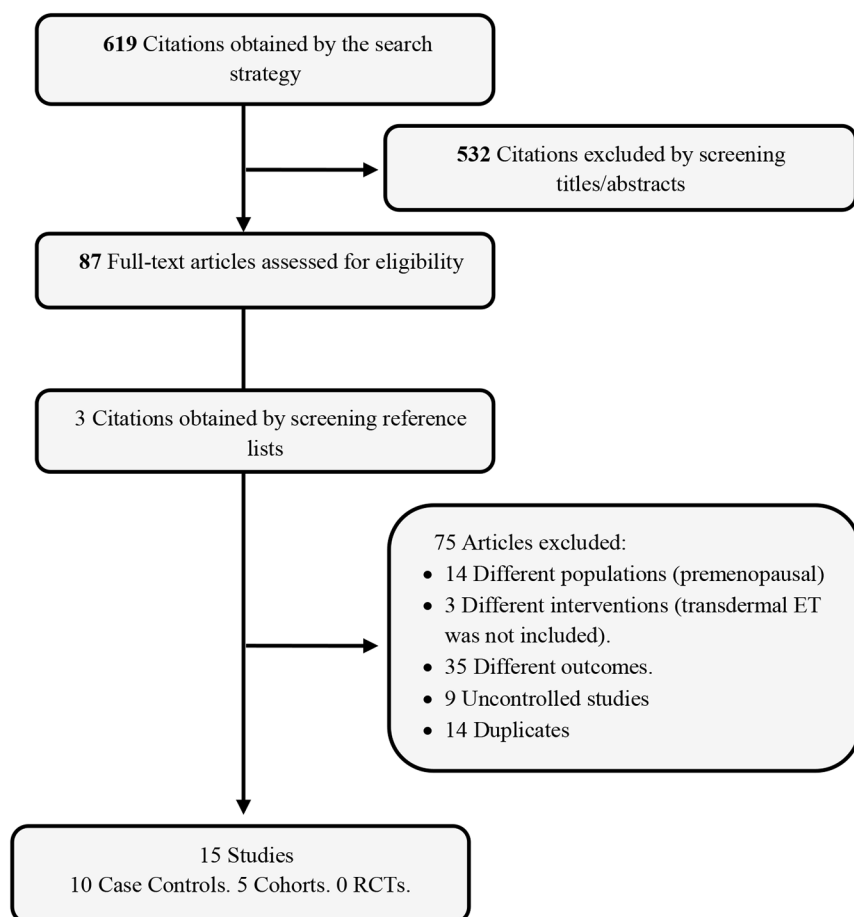 619 Citations obtained by the search
strategy
532 Citations excluded by screening
titles/abstracts
87 Full-text articles assessed for eligibility
3 Citations obtained by screening reference
lists
75 Articles excluded:
• 14 Different populations (premenopausal)
• 3 Different interventions (transdermal ET
was not included).
• 35 Different outcomes.
• 9 Uncontrolled studies
• 14 Duplicates
15 Studies
10 Case Controls. 5 Cohorts. 0 RCTs.